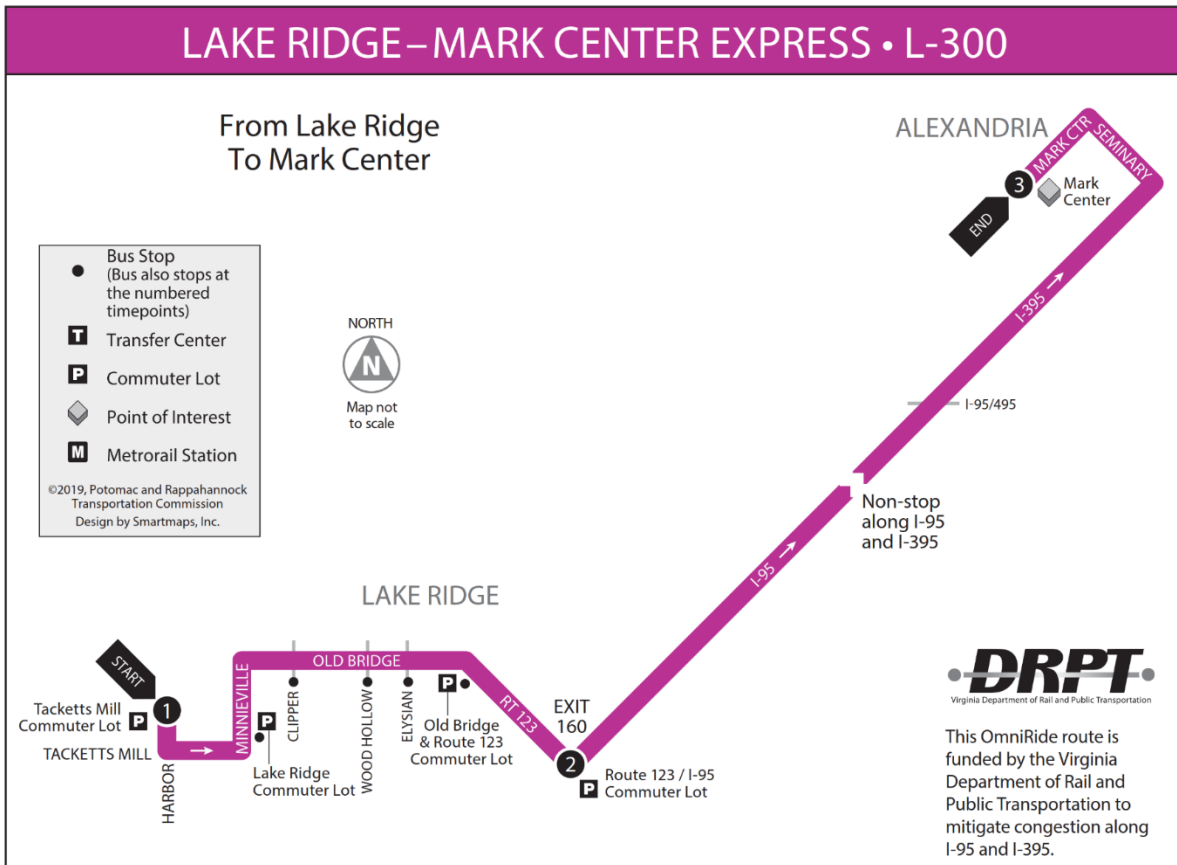 LAKE RIDGE–MARK CENTER EXPRESS • L-300
From Lake Ridge
To Mark Center
ALEXANDRIA
MARK CTR
SEMINARY
3
Mark
Center
END
Bus Stop
(Bus also stops at
the numbered
timepoints)
T
Transfer Center
P
Commuter Lot
Point of Interest
M
Metrorail Station
©2019, Potomac and Rappahannock
Transportation Commission
Design by Smartmaps, Inc.
NORTH
N
Map not
to scale
I-395
I-95/495
Non-stop
along I-95
and I-395
I-95
LAKE RIDGE
START
1
Tacketts Mill
Commuter Lot
P
TACKETTS MILL
HARBOR
MINNIEVILLE
OLD BRIDGE
P
Lake Ridge
Commuter Lot
CLIPPER
WOOD HOLLOW
ELYSIAN
P
Old Bridge
& Route 123
Commuter Lot
RT 123
EXIT
160
2
P
Route 123 / I-95
Commuter Lot
DRPT
Virginia Department of Rail and Public Transportation
This OmniRide route is
funded by the Virginia
Department of Rail and
Public Transportation to
mitigate congestion along
I-95 and I-395.